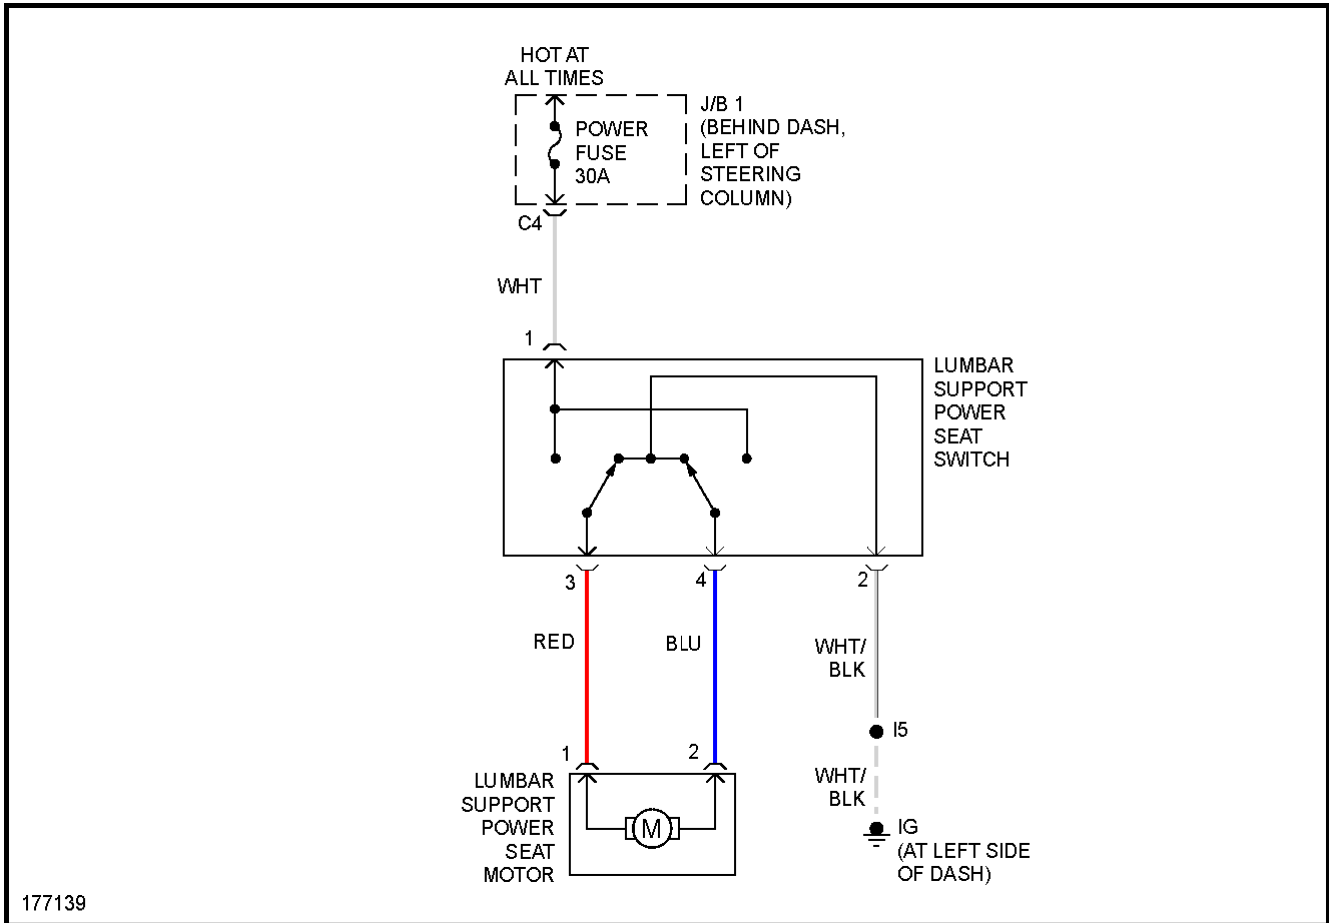 HOT AT
ALL TIMES
J/B 1
(BEHIND DASH,
LEFT OF
STEERING
COLUMN)
POWER
FUSE
30A
C4
WHT
1
LUMBAR
SUPPORT
POWER
SEAT
SWITCH
3
4
2
RED
BLU
WHT/
BLK
I5
1
2
WHT/
BLK
LUMBAR
SUPPORT
POWER
SEAT
MOTOR
M
IG
(AT LEFT SIDE
OF DASH)
177139